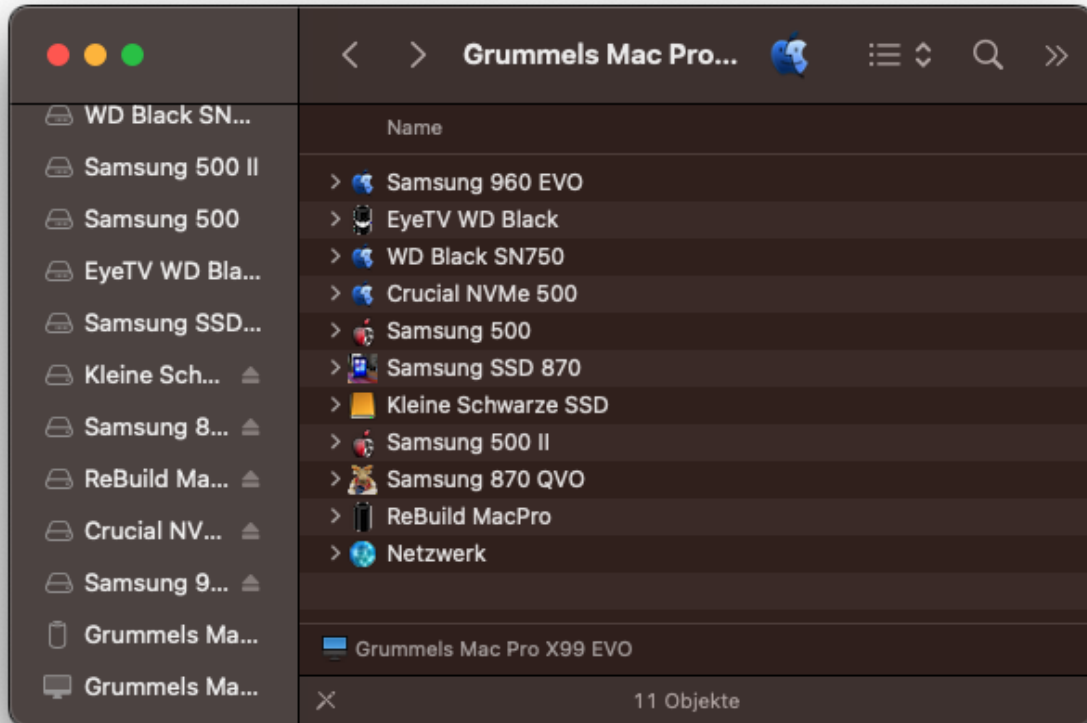 Grummels Mac Pro...
WD Black SN...
Samsung 500 II
Samsung 500
EyeTV WD Bla...
Samsung SSD...
Kleine Sch...
Samsung 8...
ReBuild Ma...
Crucial NV...
Samsung 9...
Grummels Ma...
Grummels Ma...
Name
Samsung 960 EVO
EyeTV WD Black
WD Black SN750
Crucial NVMe 500
Samsung 500
Samsung SSD 870
Kleine Schwarze SSD
Samsung 500 II
Samsung 870 QVO
ReBuild MacPro
Netzwerk
Grummels Mac Pro X99 EVO
11 Objekte